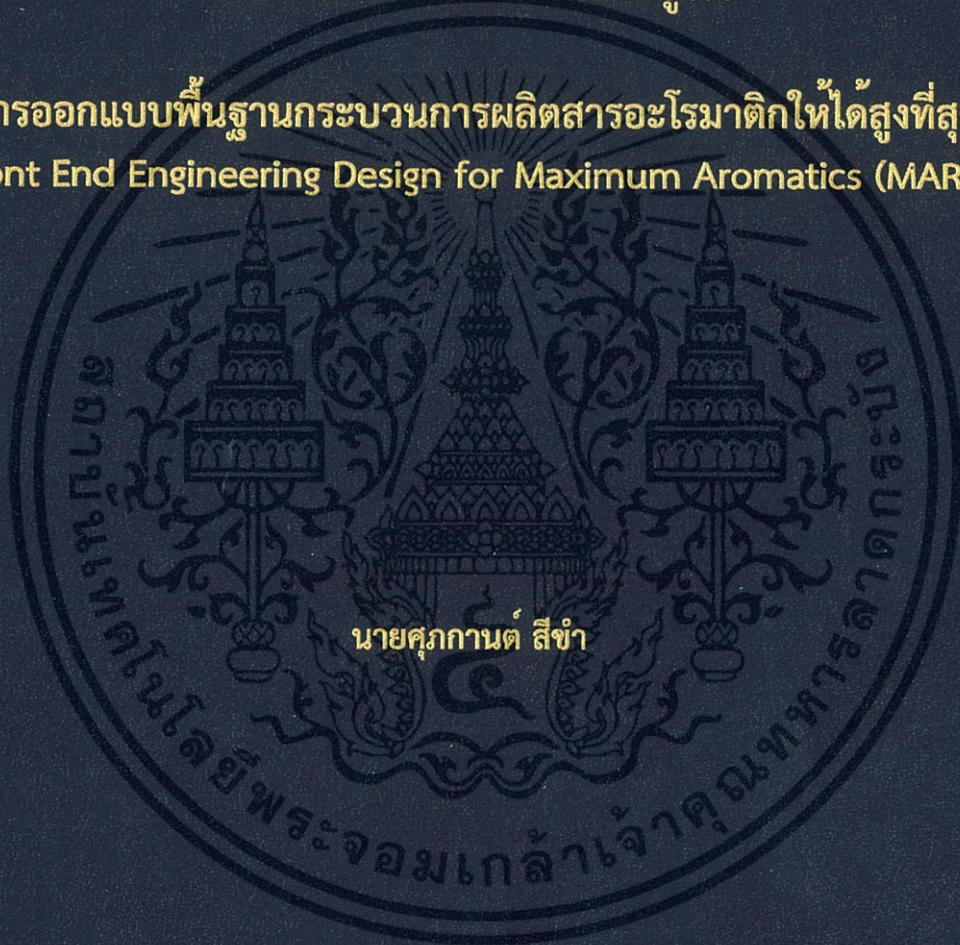 ารออกแบบพื้นฐานกระบวนการผลิตสารอะโรมาติกให้ได้สูงที่สุ
ont End Engineering Design for Maximum Aromatics (MAR
นายศุภกานต์ สีขำ
สถาบันเทคโนโลยีพระจอมเกล้าเจ้าคุณทหารลาดกระบัง